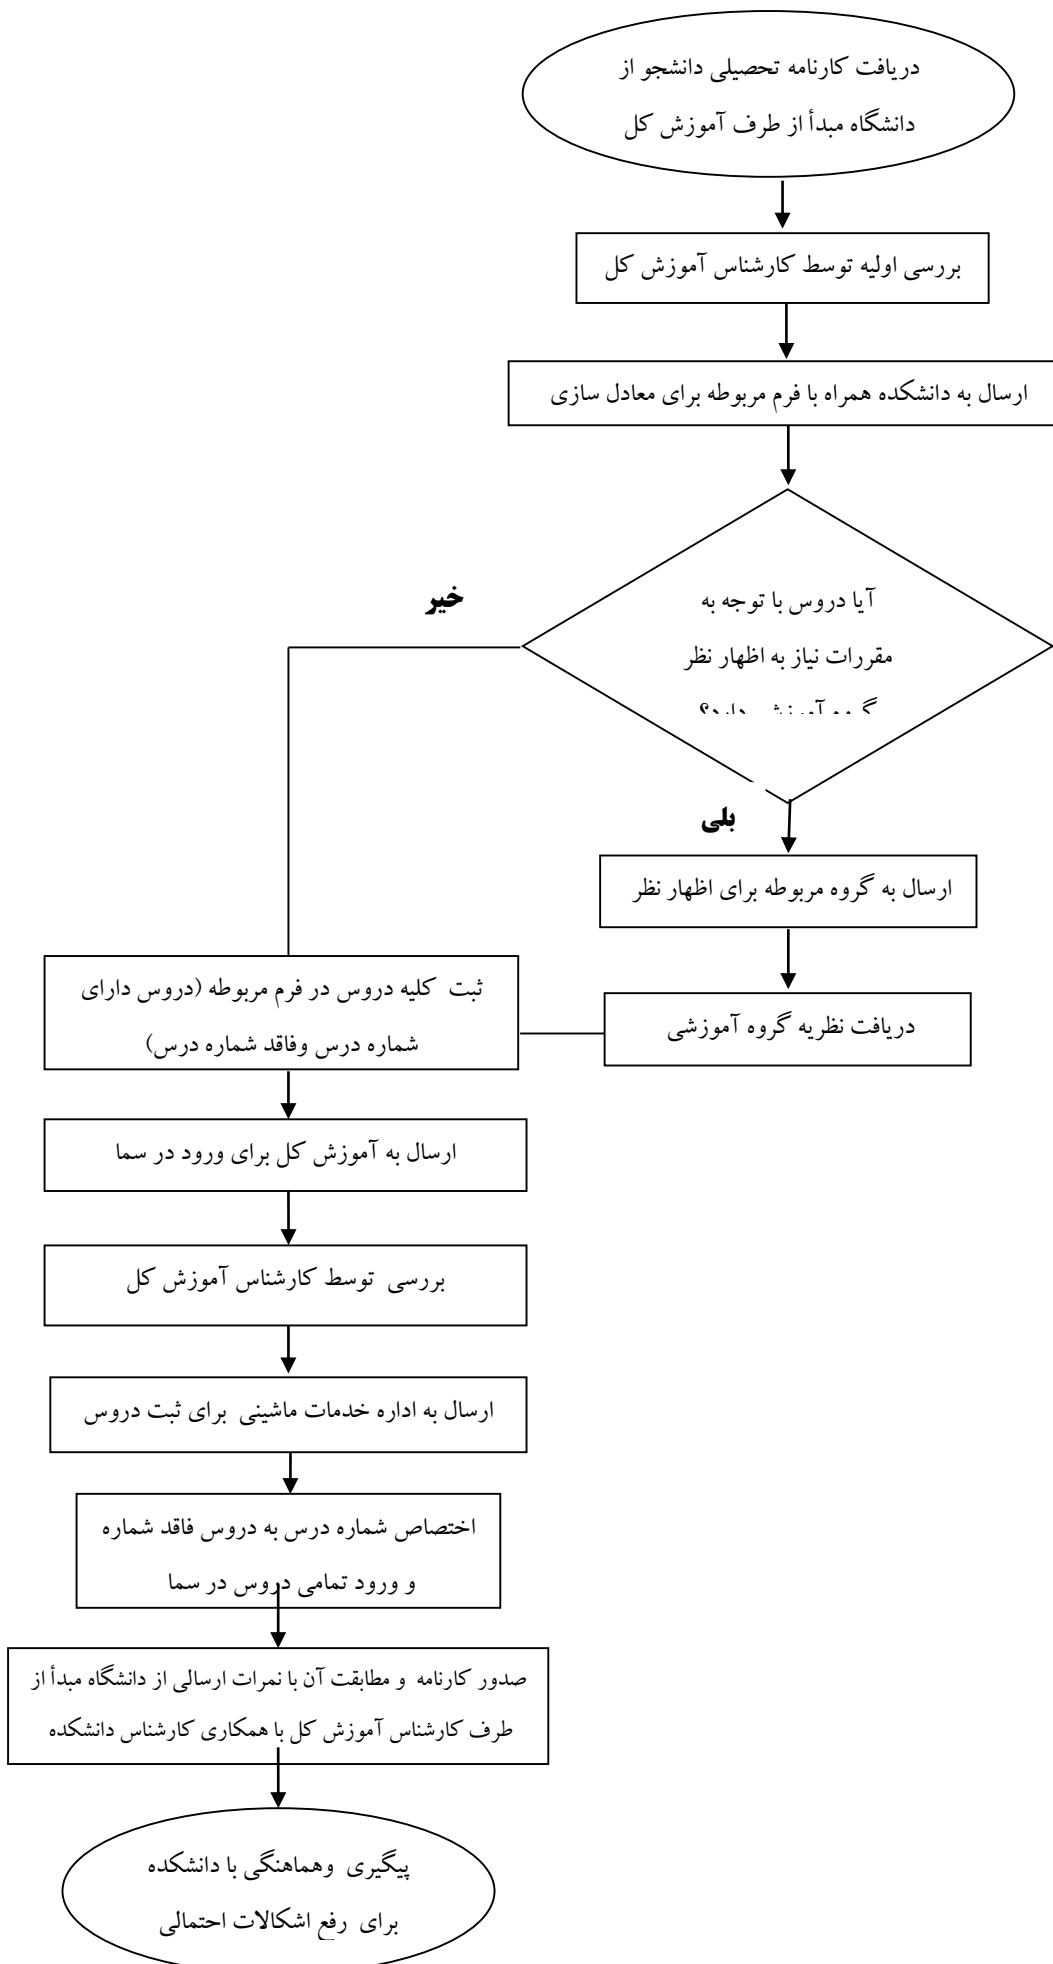 دریافت کارنامه تحصیلی دانشجو از
دانشگاه مبدأ از طرف آموزش کل
بررسی اولیه توسط کارشناس آموزش کل
ارسال به دانشکده همراه با فرم مربوطه برای معادل سازی
آیا دروس با توجه به
مقررات نیاز به اظهار نظر
گروه آموزشی دارد؟
خیر
بلی
ارسال به گروه مربوطه برای اظهار نظر
دریافت نظریه گروه آموزشی
ثبت کلیه دروس در فرم مربوطه (دروس دارای
شماره درس وفاقد شماره درس)
ارسال به آموزش کل برای ورود در سما
بررسی توسط کارشناس آموزش کل
ارسال به اداره خدمات ماشینی برای ثبت دروس
اختصاص شماره درس به دروس فاقد شماره
و ورود تمامی دروس در سما
صدور کارنامه و مطابقت آن با نمرات ارسالی از دانشگاه مبدأ از
طرف کارشناس آموزش کل با همکاری کارشناس دانشکده
پیگیری وهماهنگی با دانشکده
برای رفع اشکالات احتمالی